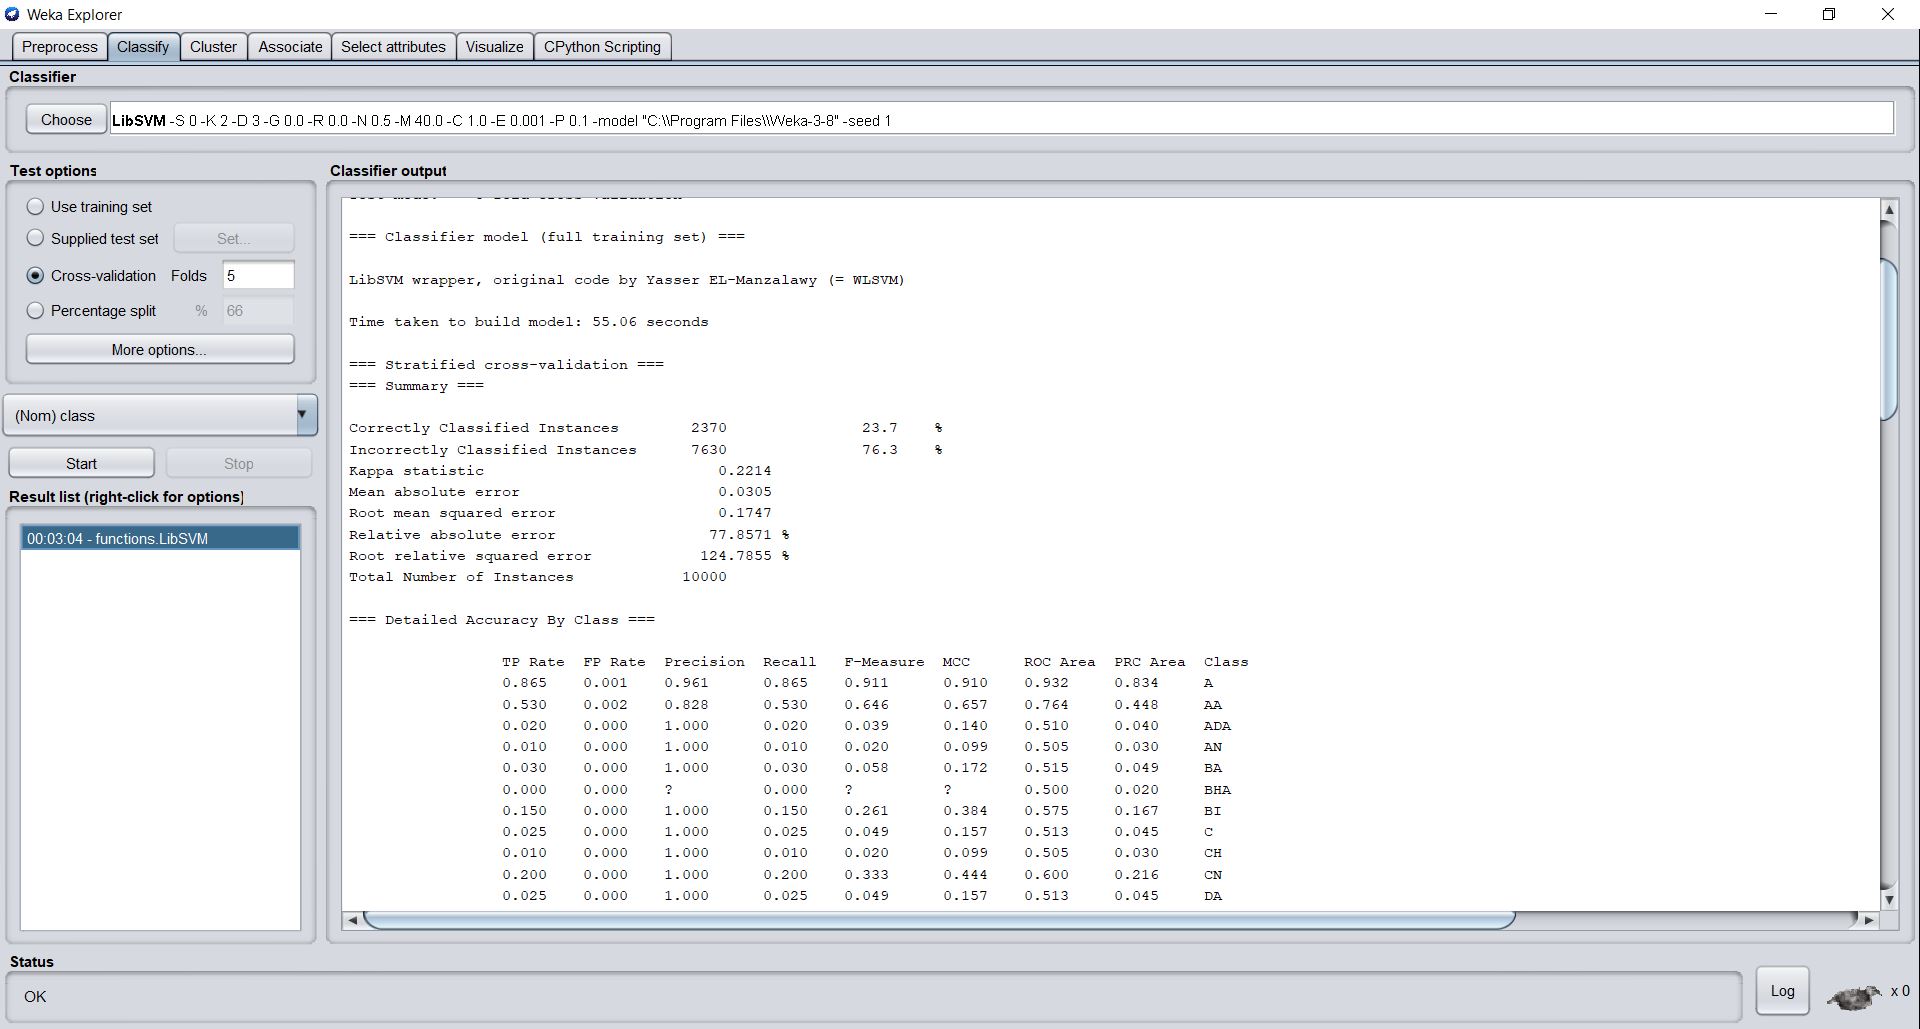 Weka Explorer
Preprocess Classify Cluster Associate Select attributes Visualize CPython Scripting
Classifier
Choose LibSVM -S 0 -K 2 -D 3 -G 0.0 -R 0.0 -N 0.5 -M 40.0 -C 1.0 -E 0.001 -P 0.1 -model "C:\\Program Files\\Weka-3-8" -seed 1
Test options
Use training set
Supplied test set Set...
Cross-validation Folds 5
Percentage split % 66
More options...
(Nom) class
Start Stop
Result list (right-click for options)
00:03:04 - functions.LibSVM
Classifier output
=== Classifier model (full training set) ===
LibSVM wrapper, original code by Yasser EL-Manzalawy (= WLSVM)
Time taken to build model: 55.06 seconds
=== Stratified cross-validation ===
=== Summary ===
Correctly Classified Instances 2370 23.7 %
Incorrectly Classified Instances 7630 76.3 %
Kappa statistic 0.2214
Mean absolute error 0.0305
Root mean squared error 0.1747
Relative absolute error 77.8571 %
Root relative squared error 124.7855 %
Total Number of Instances 10000
=== Detailed Accuracy By Class ===
TP Rate FP Rate Precision Recall F-Measure MCC ROC Area PRC Area Class
0.865 0.001 0.961 0.865 0.911 0.910 0.932 0.834 A
0.530 0.002 0.828 0.530 0.646 0.657 0.764 0.448 AA
0.020 0.000 1.000 0.020 0.039 0.140 0.510 0.040 ADA
0.010 0.000 1.000 0.010 0.020 0.099 0.505 0.030 AN
0.030 0.000 1.000 0.030 0.058 0.172 0.515 0.049 BA
0.000 0.000 ? 0.000 ? ? 0.500 0.020 BHA
0.150 0.000 1.000 0.150 0.261 0.384 0.575 0.167 BI
0.025 0.000 1.000 0.025 0.049 0.157 0.513 0.045 C
0.010 0.000 1.000 0.010 0.020 0.099 0.505 0.030 CH
0.200 0.000 1.000 0.200 0.333 0.444 0.600 0.216 CN
0.025 0.000 1.000 0.025 0.049 0.157 0.513 0.045 DA
Status
OK
Log x 0